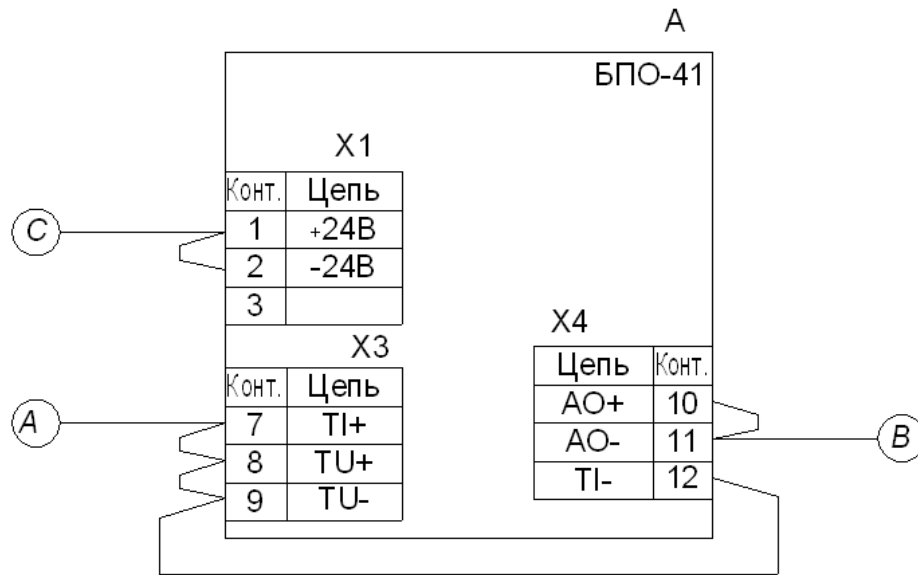 А
БПО-41
X1
Конт. Цепь
1 +24В
2 -24В
3
C
X3
Конт. Цепь
7 TI+
8 TU+
9 TU-
A
X4
Цепь Конт.
AO+ 10
AO- 11
TI- 12
B